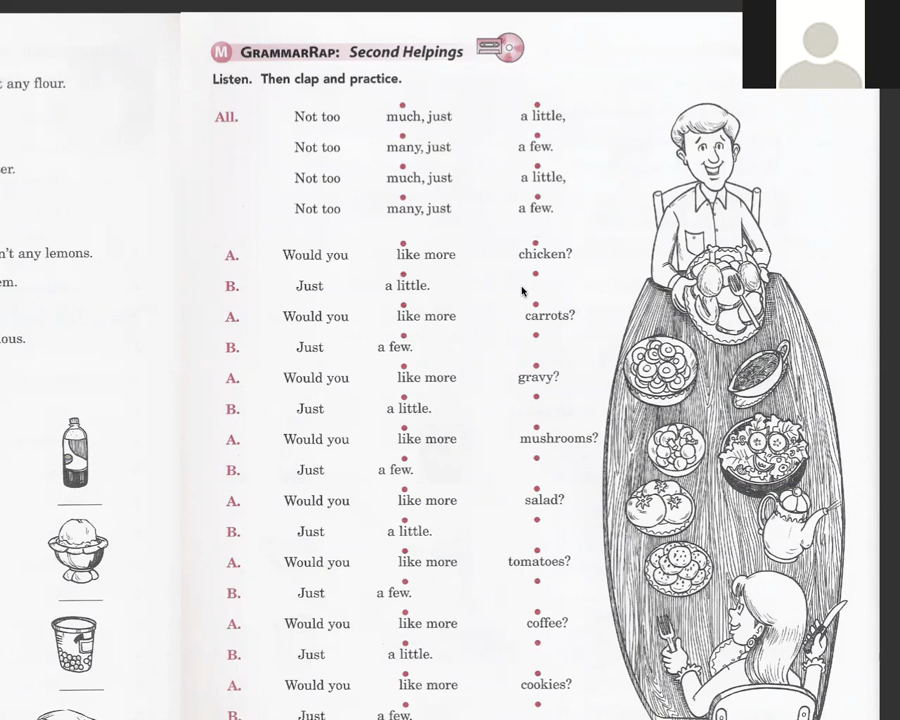 t any flour.
er.
n't any lemons.
em.
ous.
M GRAMMARRAP: Second Helpings
Listen. Then clap and practice.
All. Not too much, just a little,
Not too many, just a few.
Not too much, just a little,
Not too many, just a few.
A. Would you like more chicken?
B. Just a little.
A. Would you like more carrots?
B. Just a few.
A. Would you like more gravy?
B. Just a little.
A. Would you like more mushrooms?
B. Just a few.
A. Would you like more salad?
B. Just a little.
A. Would you like more tomatoes?
B. Just a few.
A. Would you like more coffee?
B. Just a little.
A. Would you like more cookies?
B. Just a few.